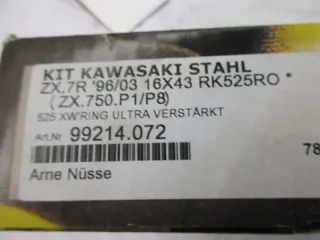 KIT KAWASAKI STAHL
ZX.7R '96/03 16X43 RK525RO *
(ZX.750.P1/P8)
525 XW'RING ULTRA VERSTÄRKT
Art.Nr 99214.072
78
Arne Nüsse